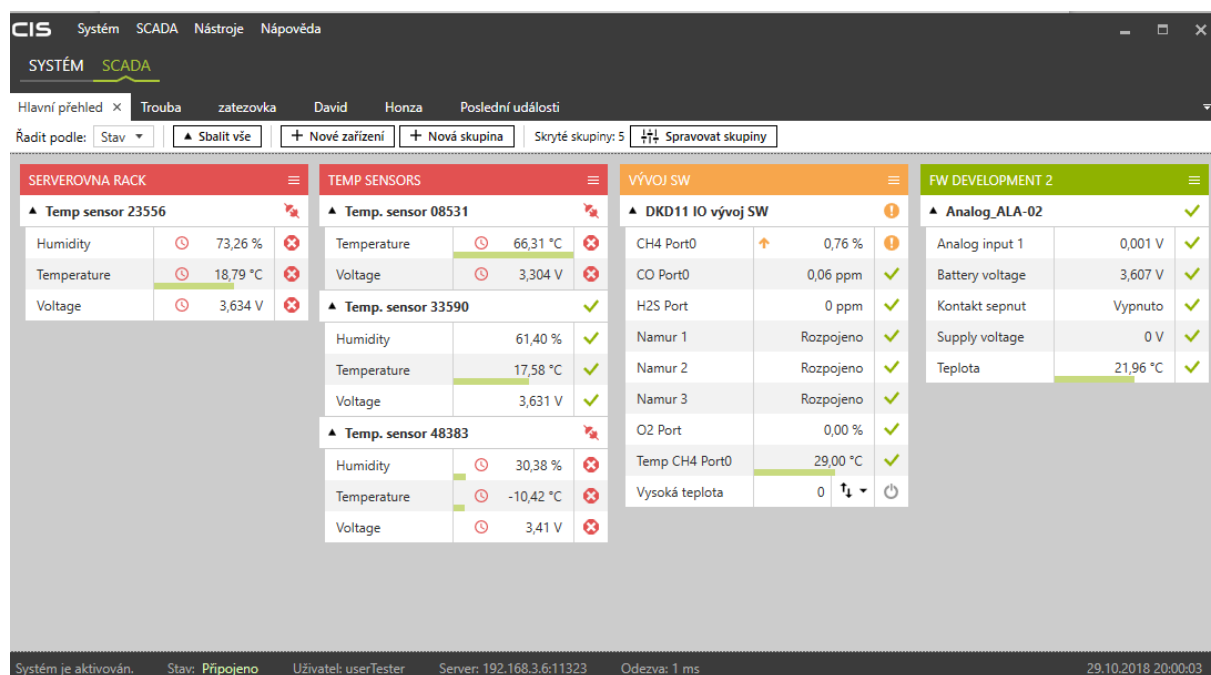 CIS Systém SCADA Nástroje Nápověda
SYSTÉM SCADA
Hlavní přehled Trouba zatezovka David Honza Poslední události
Řadit podle: Stav Sbalit vše Nové zařízení Nová skupina Skryté skupiny: 5 Spravovat skupiny
SERVEROVNA RACK
Temp sensor 23556
Humidity 73,26 %
Temperature 18,79 °C
Voltage 3,634 V
TEMP SENSORS
Temp. sensor 08531
Temperature 66,31 °C
Voltage 3,304 V
Temp. sensor 33590
Humidity 61,40 %
Temperature 17,58 °C
Voltage 3,631 V
Temp. sensor 48383
Humidity 30,38 %
Temperature -10,42 °C
Voltage 3,41 V
VÝVOJ SW
DKD11 IO vývoj SW
CH4 Port0 0,76 %
CO Port0 0,06 ppm
H2S Port 0 ppm
Namur 1 Rozpojeno
Namur 2 Rozpojeno
Namur 3 Rozpojeno
O2 Port 0,00 %
Temp CH4 Port0 29,00 °C
Vysoká teplota 0
FW DEVELOPMENT 2
Analog_ALA-02
Analog input 1 0,001 V
Battery voltage 3,607 V
Kontakt sepnut Vypnuto
Supply voltage 0 V
Teplota 21,96 °C
Systém je aktivován. Stav: Připojeno Uživatel: userTester Server: 192.168.3.6:11323 Odezva: 1 ms 29.10.2018 20:00:03